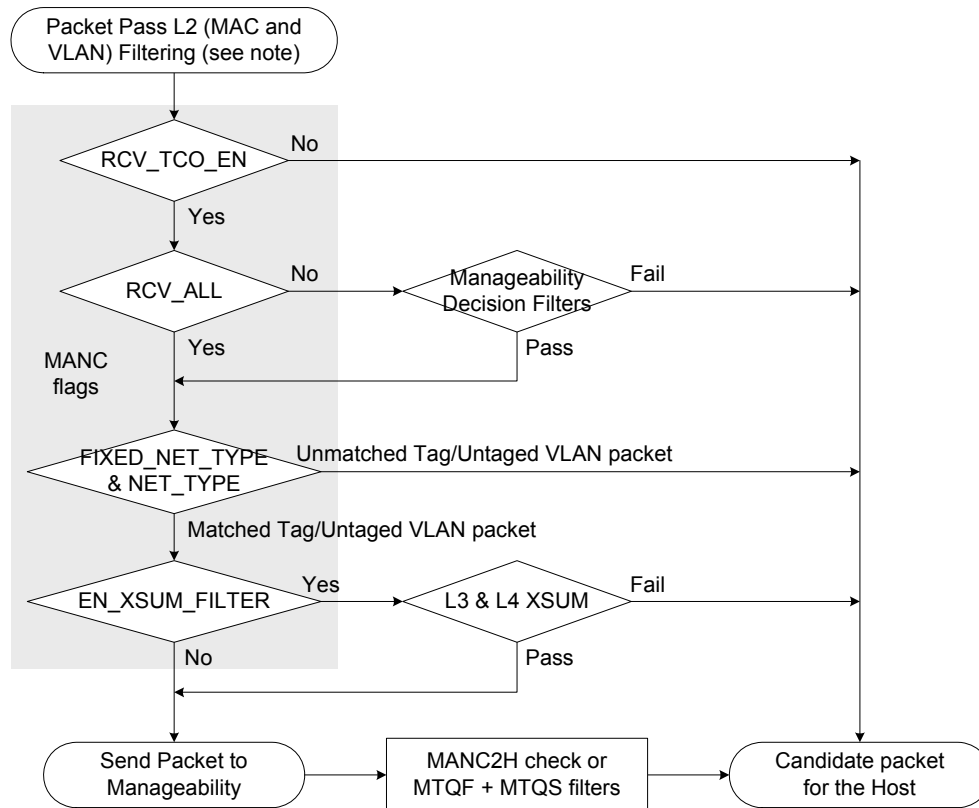 Packet Pass L2 (MAC and
VLAN) Filtering (see note)
No
RCV_TCO_EN
Yes
No
Manageability
Decision Filters
Fail
RCV_ALL
Yes
Pass
MANC
flags
FIXED_NET_TYPE
& NET_TYPE
Unmatched Tag/Untaged VLAN packet
Matched Tag/Untaged VLAN packet
Yes
Fail
EN_XSUM_FILTER
L3 & L4 XSUM
No
Pass
Send Packet to
Manageability
MANC2H check or
MTQF + MTQS filters
Candidate packet
for the Host